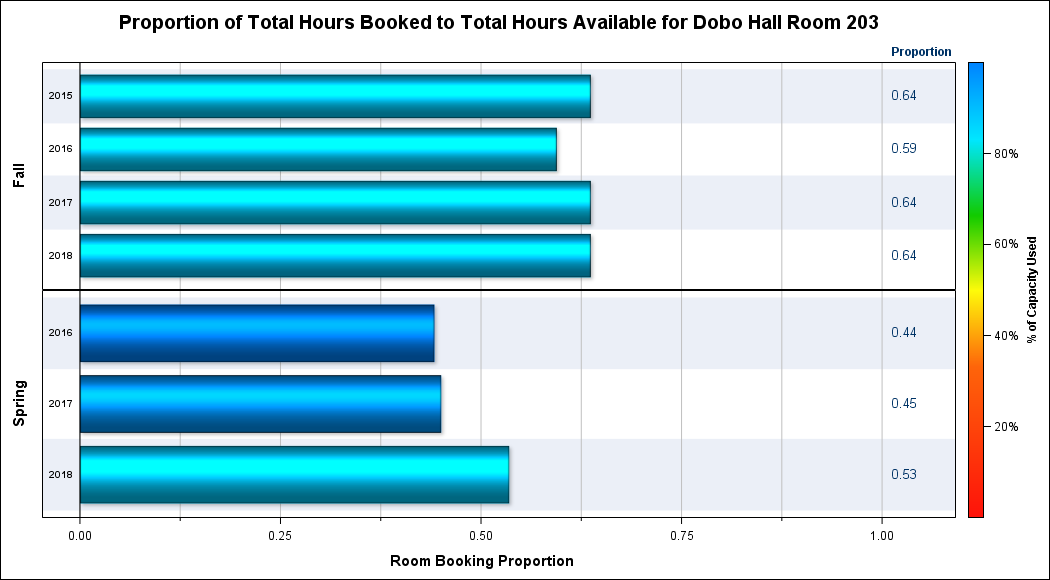 Proportion of Total Hours Booked to Total Hours Available for Dobo Hall Room 203
Proportion
Fall
2015 0.64
2016 0.59
2017 0.64
2018 0.64
Spring
2016 0.44
2017 0.45
2018 0.53
0.00 0.25 0.50 0.75 1.00
Room Booking Proportion
80%
60%
40%
20%
% of Capacity Used